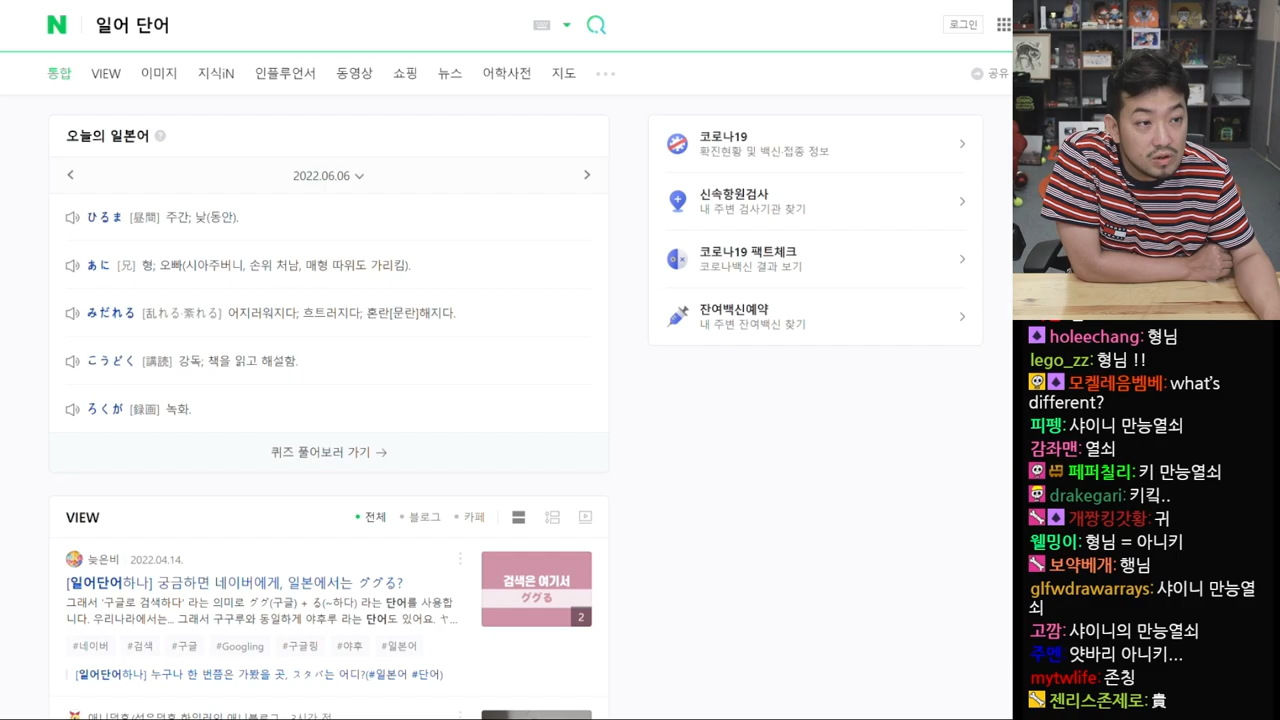 N 일어 단어
로그인
통합 VIEW 이미지 지식iN 인플루언서 동영상 쇼핑 뉴스 어학사전 지도
공유
오늘의 일본어 ?
2022.06.06
ひるま [昼間] 주간; 낮(동안).
あに [兄] 형; 오빠(시아주버니, 손위 처남, 매형 따위도 가리킴).
みだれる [乱れる·紊れる] 어지러워지다; 흐트러지다; 혼란[문란]해지다.
こうどく [講読] 강독; 책을 읽고 해설함.
ろくが [録画] 녹화.
퀴즈 풀어보러 가기 →
VIEW
전체 블로그 카페
늦은비 2022.04.14.
[일어단어하나] 궁금하면 네이버에게, 일본에서는 ググる?
그래서 '구글로 검색하다' 라는 의미로 ググ(구글) + る(~하다) 라는 단어를 사용합
니다. 우리나라에서는... 그래서 구구루와 동일하게 야후루 라는 단어도 있어요. ヤ...
#네이버 #검색 #구글 #Googling #구글링 #야후 #일본어
[일어단어하나] 누구나 한 번쯤은 가봤을 곳, スタバ는 어디?(#일본어 #단어)
검색은 여기서
ググる
2
코로나19
확진현황 및 백신·접종 정보
신속항원검사
내 주변 검사기관 찾기
코로나19 팩트체크
코로나백신 결과 보기
잔여백신예약
내 주변 잔여백신 찾기
holeechang: 형님
lego_zz: 형님 !!
모켈레음벰베: what's
different?
피펭: 샤이니 만능열쇠
감좌맨: 열쇠
페퍼칠리: 키 만능열쇠
drakegari: 키킼..
개짱킹갓황: 귀
웰밍이: 형님 = 아니키
보약베개: 행님
glfwdrawarrays: 샤이니 만능열
쇠
고깜: 샤이니의 만능열쇠
주멘: 얏바리 아니키...
mytwlife: 존칭
젠리스존제로: 貴